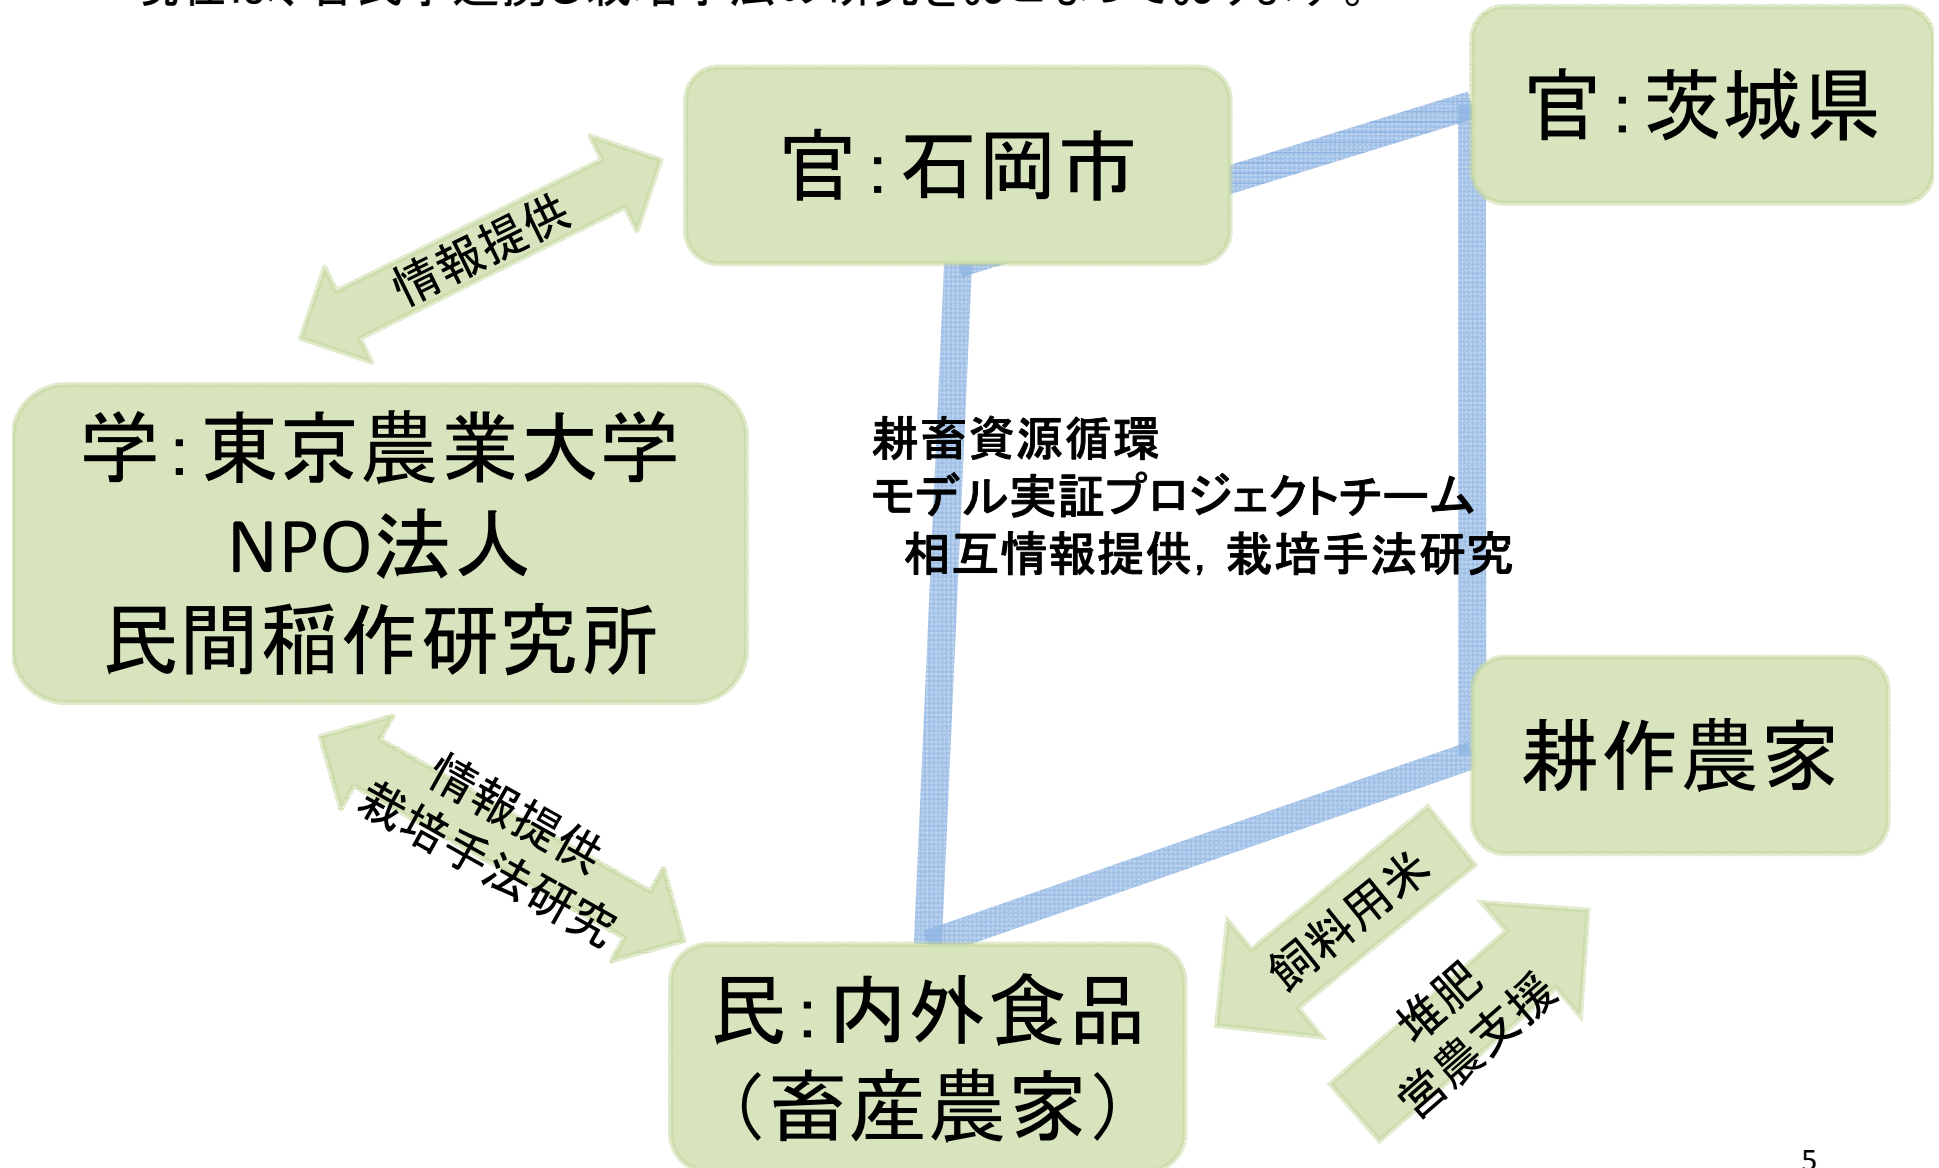 官：茨城県
官：石岡市
情報提供
学：東京農業大学
NPO法人
民間稲作研究所
耕畜資源循環
モデル実証プロジェクトチーム
相互情報提供，栽培手法研究
耕作農家
情報提供
栽培手法研究
飼料用米
堆肥
営農支援
民：内外食品
（畜産農家）
5